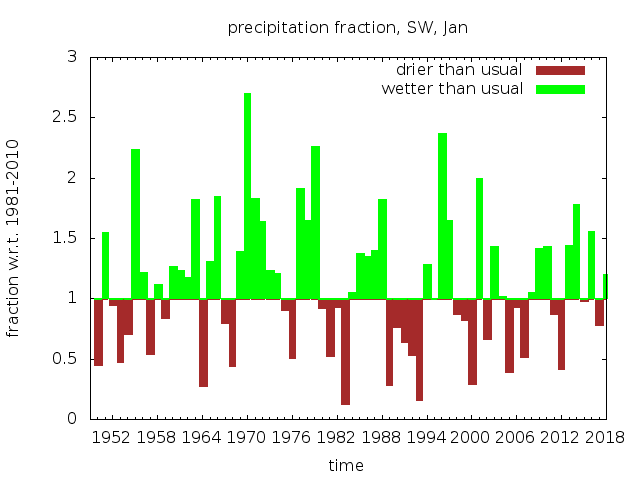 precipitation fraction, SW, Jan
drier than usual
wetter than usual
fraction w.r.t. 1981-2010
3
2.5
2
1.5
1
0.5
0
1952 1958 1964 1970 1976 1982 1988 1994 2000 2006 2012 2018
time